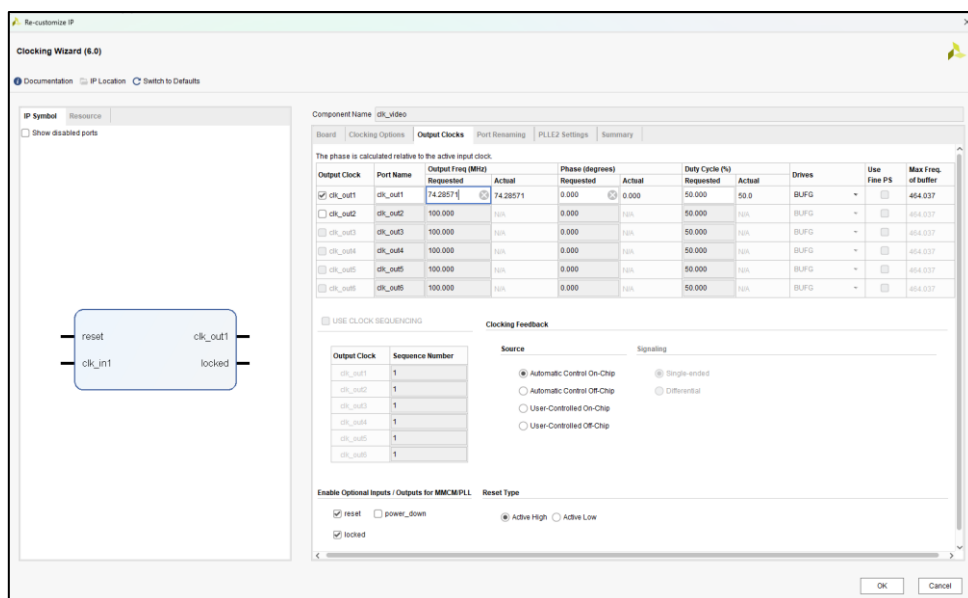 Re-customize IP
Clocking Wizard (6.0)
Documentation IP Location Switch to Defaults
IP Symbol Resource
Show disabled ports
reset clk_out1
clk_in1 locked
Component Name clk_video
Board Clocking Options Output Clocks Port Renaming PLLE2 Settings Summary
The phase is calculated relative to the active input clock.
Output Clock Port Name Output Freq (MHz) Phase (degrees) Duty Cycle (%) Drives Use Fine PS Max Freq. of buffer
Requested Actual Requested Actual Requested Actual
clk_out1 clk_out1 74.28571 74.28571 0.000 0.000 50.000 50.0 BUFG 464.037
clk_out2 clk_out2 100.000 N/A 0.000 N/A 50.000 N/A BUFG 464.037
clk_out3 clk_out3 100.000 N/A 0.000 N/A 50.000 N/A BUFG 464.037
clk_out4 clk_out4 100.000 N/A 0.000 N/A 50.000 N/A BUFG 464.037
clk_out5 clk_out5 100.000 N/A 0.000 N/A 50.000 N/A BUFG 464.037
clk_out6 clk_out6 100.000 N/A 0.000 N/A 50.000 N/A BUFG 464.037
USE CLOCK SEQUENCING
Output Clock Sequence Number
clk_out1 1
clk_out2 1
clk_out3 1
clk_out4 1
clk_out5 1
clk_out6 1
Clocking Feedback
Source Signaling
Automatic Control On-Chip Single-ended
Automatic Control Off-Chip Differential
User-Controlled On-Chip
User-Controlled Off-Chip
Enable Optional Inputs / Outputs for MMCM/PLL Reset Type
reset power_down Active High Active Low
locked
OK Cancel